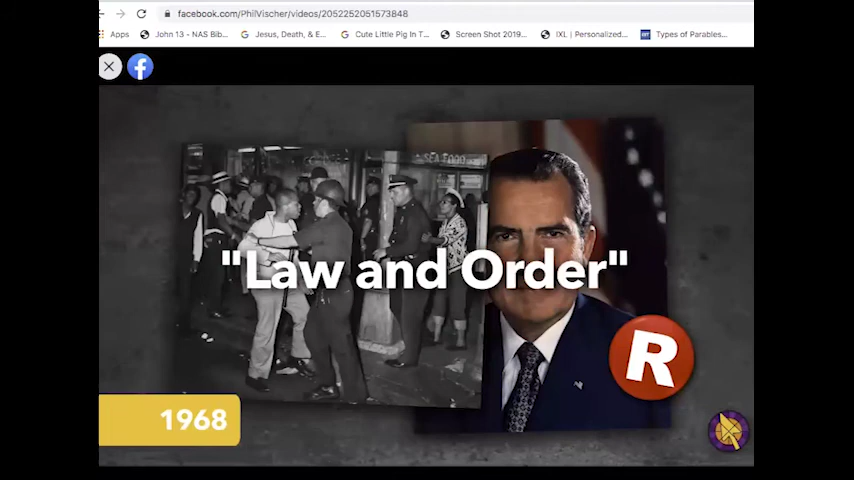 facebook.com/PhilVischer/videos/2052252051573848
Apps
John 13 - NAS Bib...
Jesus, Death, & E...
Cute Little Pig In T...
Screen Shot 2019...
IXL | Personalized...
Types of Parables...
SEA FOOD
"Law and Order"
R
1968